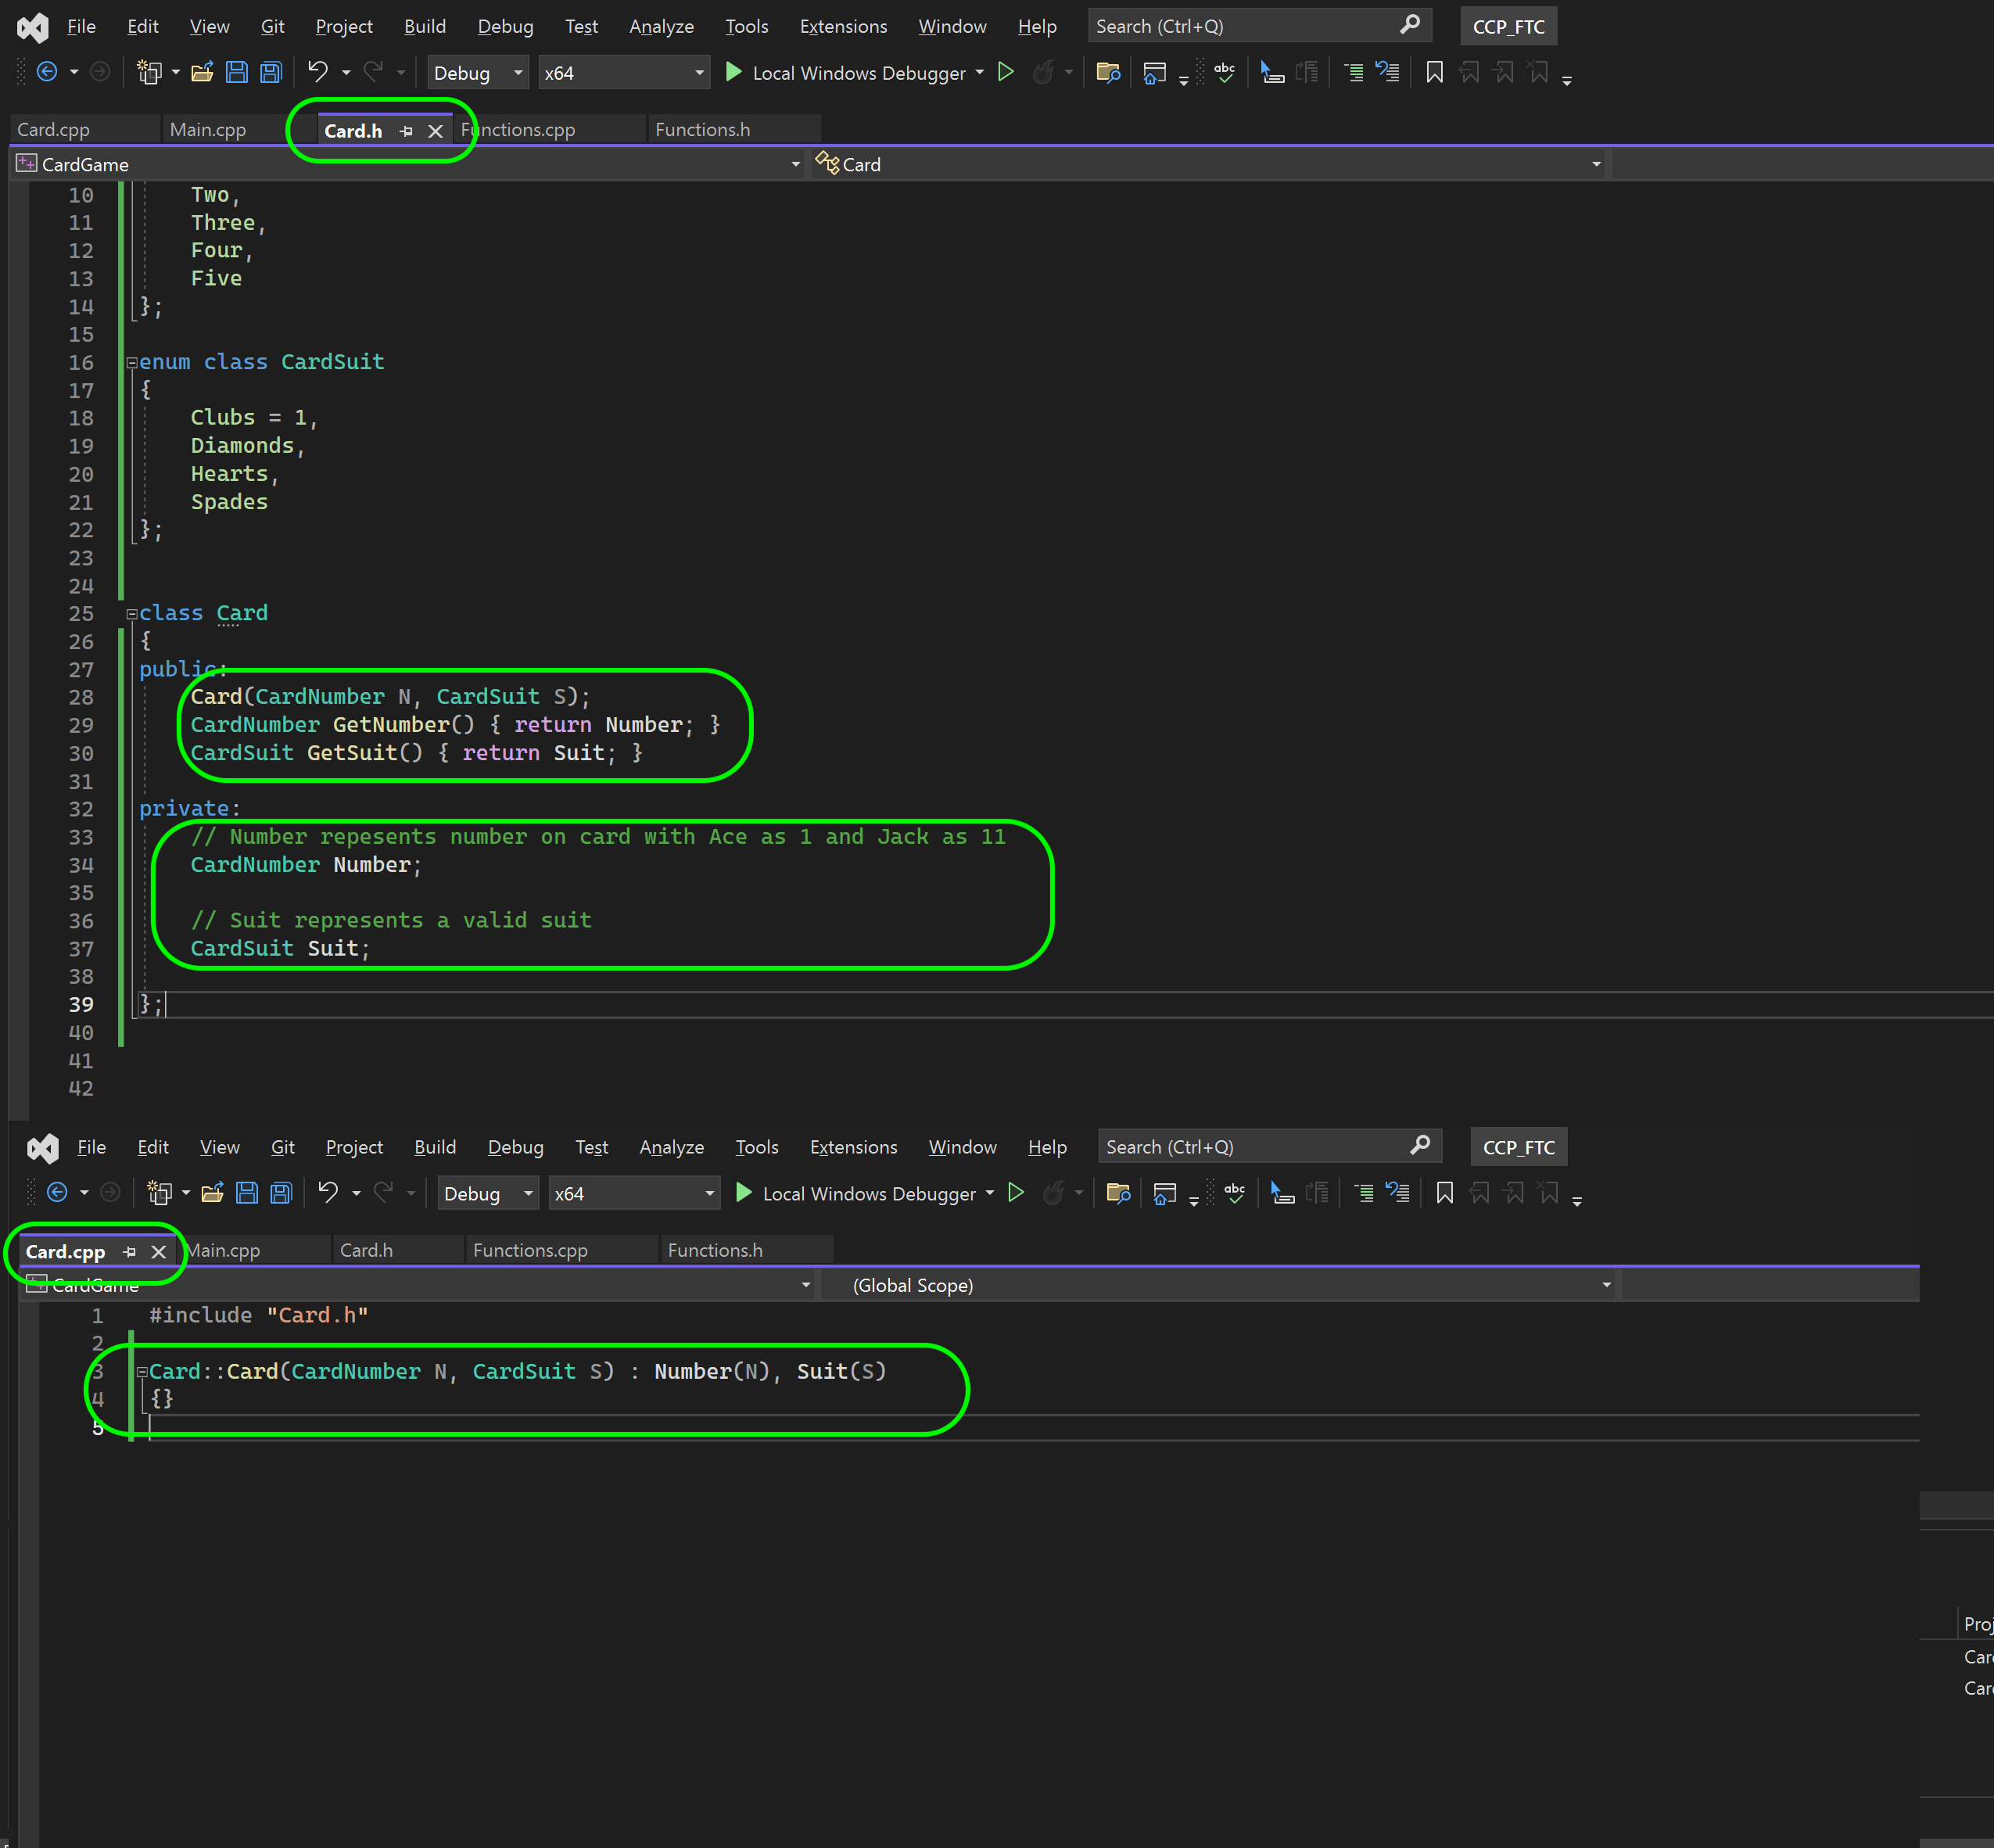 File Edit View Git Project Build Debug Test Analyze Tools Extensions Window Help Search (Ctrl+Q) CCP_FTC
Debug x64 Local Windows Debugger abc
Card.cpp Main.cpp Card.h Functions.cpp Functions.h
CardGame Card
10 Two,
11 Three,
12 Four,
13 Five
14 };
15
16 enum class CardSuit
17 {
18 Clubs = 1,
19 Diamonds,
20 Hearts,
21 Spades
22 };
23
24
25 class Card
26 {
27 public:
28 Card(CardNumber N, CardSuit S);
29 CardNumber GetNumber() { return Number; }
30 CardSuit GetSuit() { return Suit; }
31
32 private:
33 // Number repesents number on card with Ace as 1 and Jack as 11
34 CardNumber Number;
35
36 // Suit represents a valid suit
37 CardSuit Suit;
38
39 };
40
41
42
File Edit View Git Project Build Debug Test Analyze Tools Extensions Window Help Search (Ctrl+Q) CCP_FTC
Debug x64 Local Windows Debugger abc
Card.cpp Main.cpp Card.h Functions.cpp Functions.h
CardGame (Global Scope)
1 #include "Card.h"
2
3 Card::Card(CardNumber N, CardSuit S) : Number(N), Suit(S)
4 {}
5
Proj
Card
Card